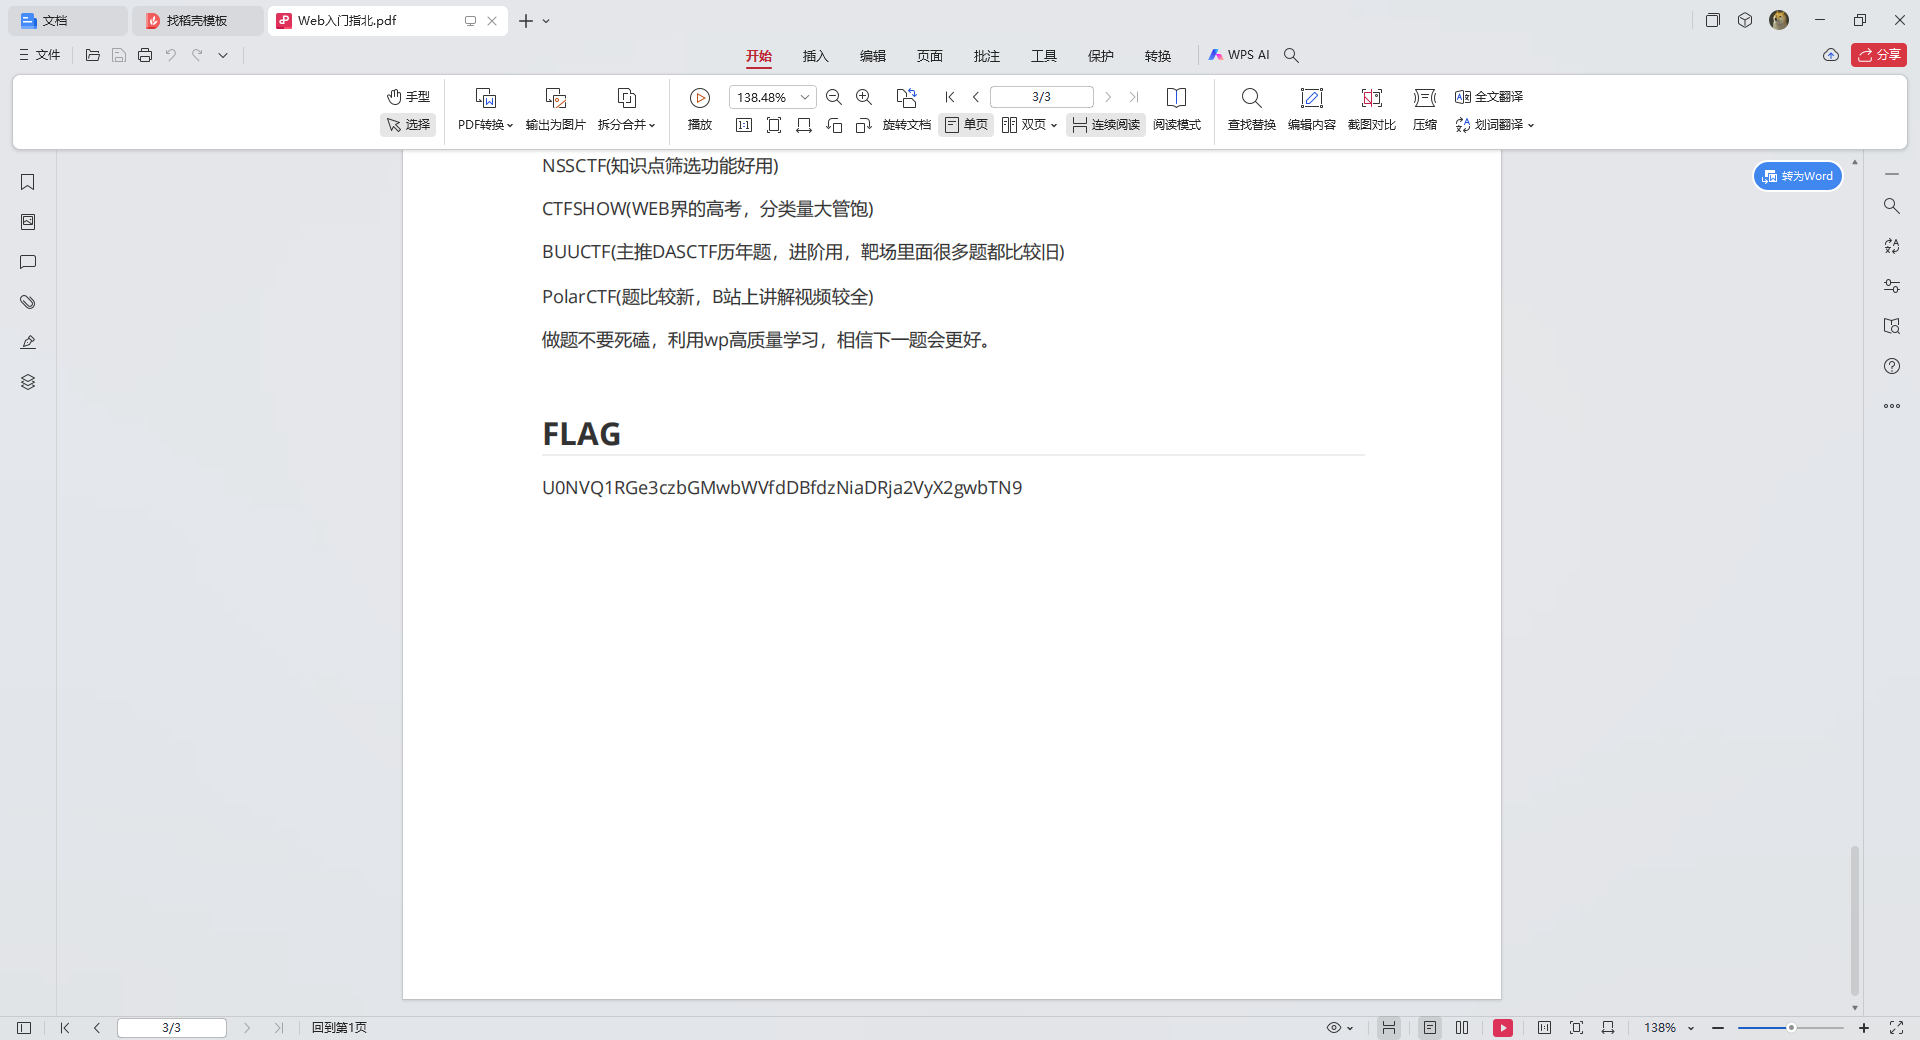 文档 找稻壳模板 Web入门指北.pdf
文件 开始 插入 编辑 页面 批注 工具 保护 转换 WPS AI 分享
手型 138.48% 3/3 全文翻译
选择 PDF转换 输出为图片 拆分合并 播放 1:1 旋转文档 单页 双页 连续阅读 阅读模式 查找替换 编辑内容 截图对比 压缩 划词翻译
NSSCTF(知识点筛选功能好用)
转为Word
CTFSHOW(WEB界的高考，分类量大管饱)
BUUCTF(主推DASCTF历年题，进阶用，靶场里面很多题都比较旧)
PolarCTF(题比较新，B站上讲解视频较全)
做题不要死磕，利用wp高质量学习，相信下一题会更好。
FLAG
U0NVQ1RGe3czbGMwbWVfdDBfdzNiaDRja2VyX2gwbTN9
3/3 回到第1页 138%